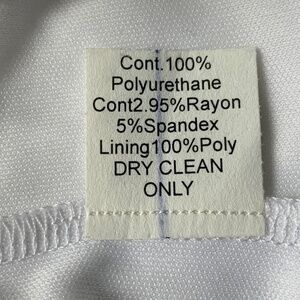 Cont.100%
Polyurethane
Cont2.95%Rayon
5%Spandex
Lining100%Poly
DRY CLEAN
ONLY